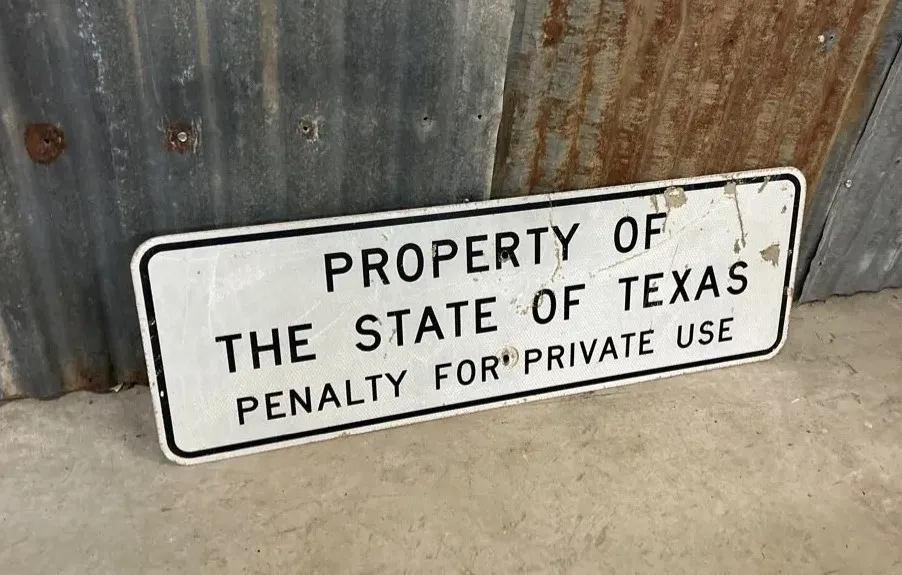 PROPERTY OF
THE STATE OF TEXAS
PENALTY FOR PRIVATE USE